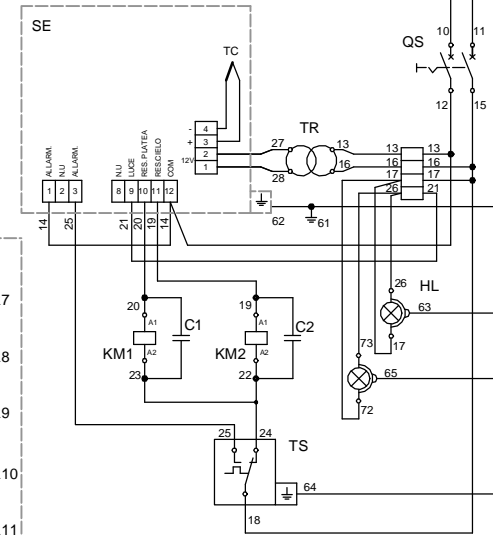 SE
TC
QS
10 11
12 15
TR
4
3
2
1
-
+
12V
27 13
28 16
13 13
16 16
17 17
26 21
ALLARM.
N.U
ALLARM.
N.U
LUCE
RES. PLATEA
RES.CIELO
COM
1 2 3
8 9 10 11 12
14 25 21 20 19 14
62 61
26 HL
63
17
73
65
72
20 A1 C1
KM1 A2
23
19 A1 C2
KM2 A2
22
25 24 TS
64
18
7
8
9
10
11